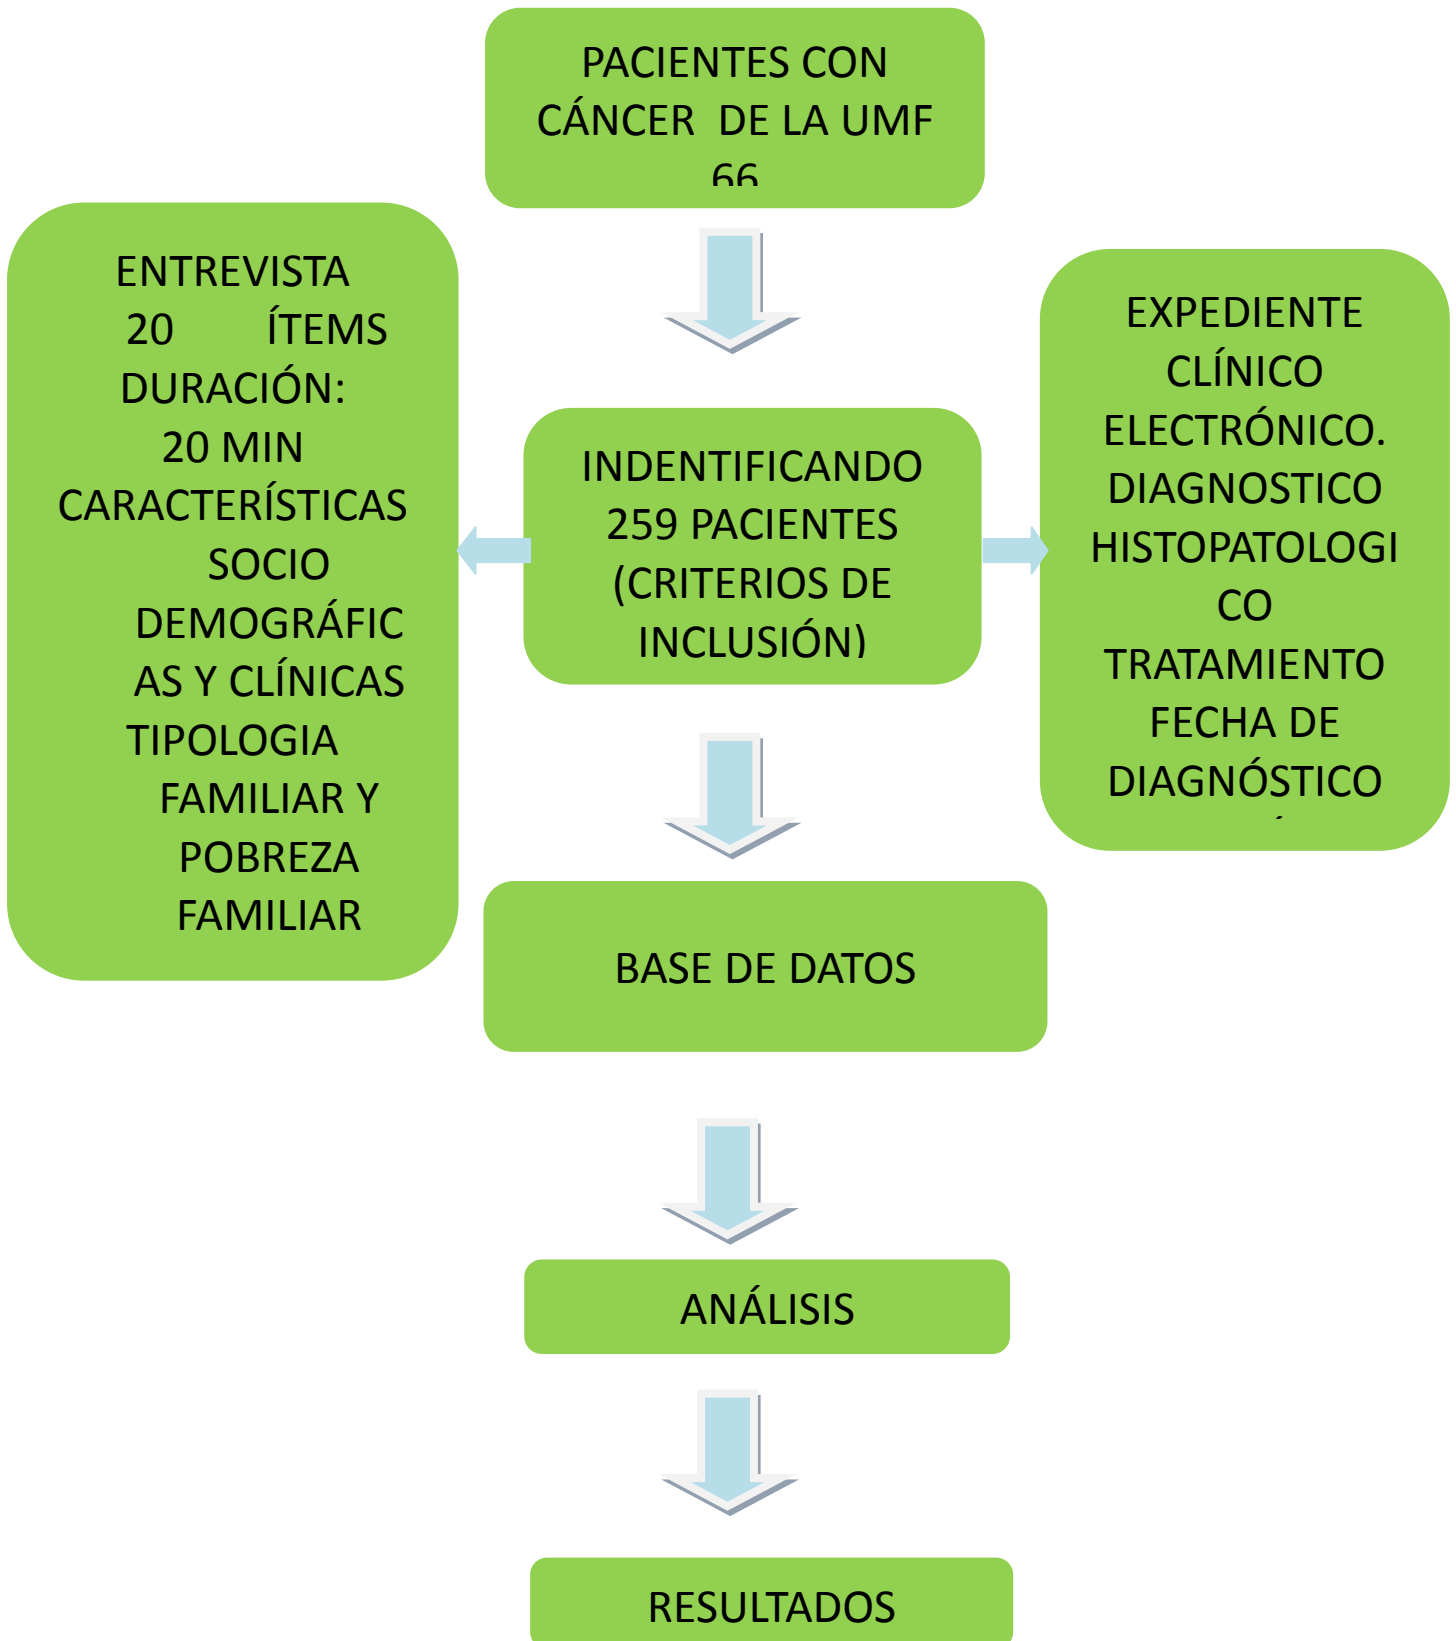 PACIENTES CON
CÁNCER DE LA UMF
66
ENTREVISTA
20 ÍTEMS
DURACIÓN:
20 MIN
CARACTERÍSTICAS
SOCIO
DEMOGRÁFIC
AS Y CLÍNICAS
TIPOLOGIA
FAMILIAR Y
POBREZA
FAMILIAR
INDENTIFICANDO
259 PACIENTES
(CRITERIOS DE
INCLUSIÓN)
EXPEDIENTE
CLÍNICO
ELECTRÓNICO.
DIAGNOSTICO
HISTOPATOLOGI
CO
TRATAMIENTO
FECHA DE
DIAGNÓSTICO
BASE DE DATOS
ANÁLISIS
RESULTADOS